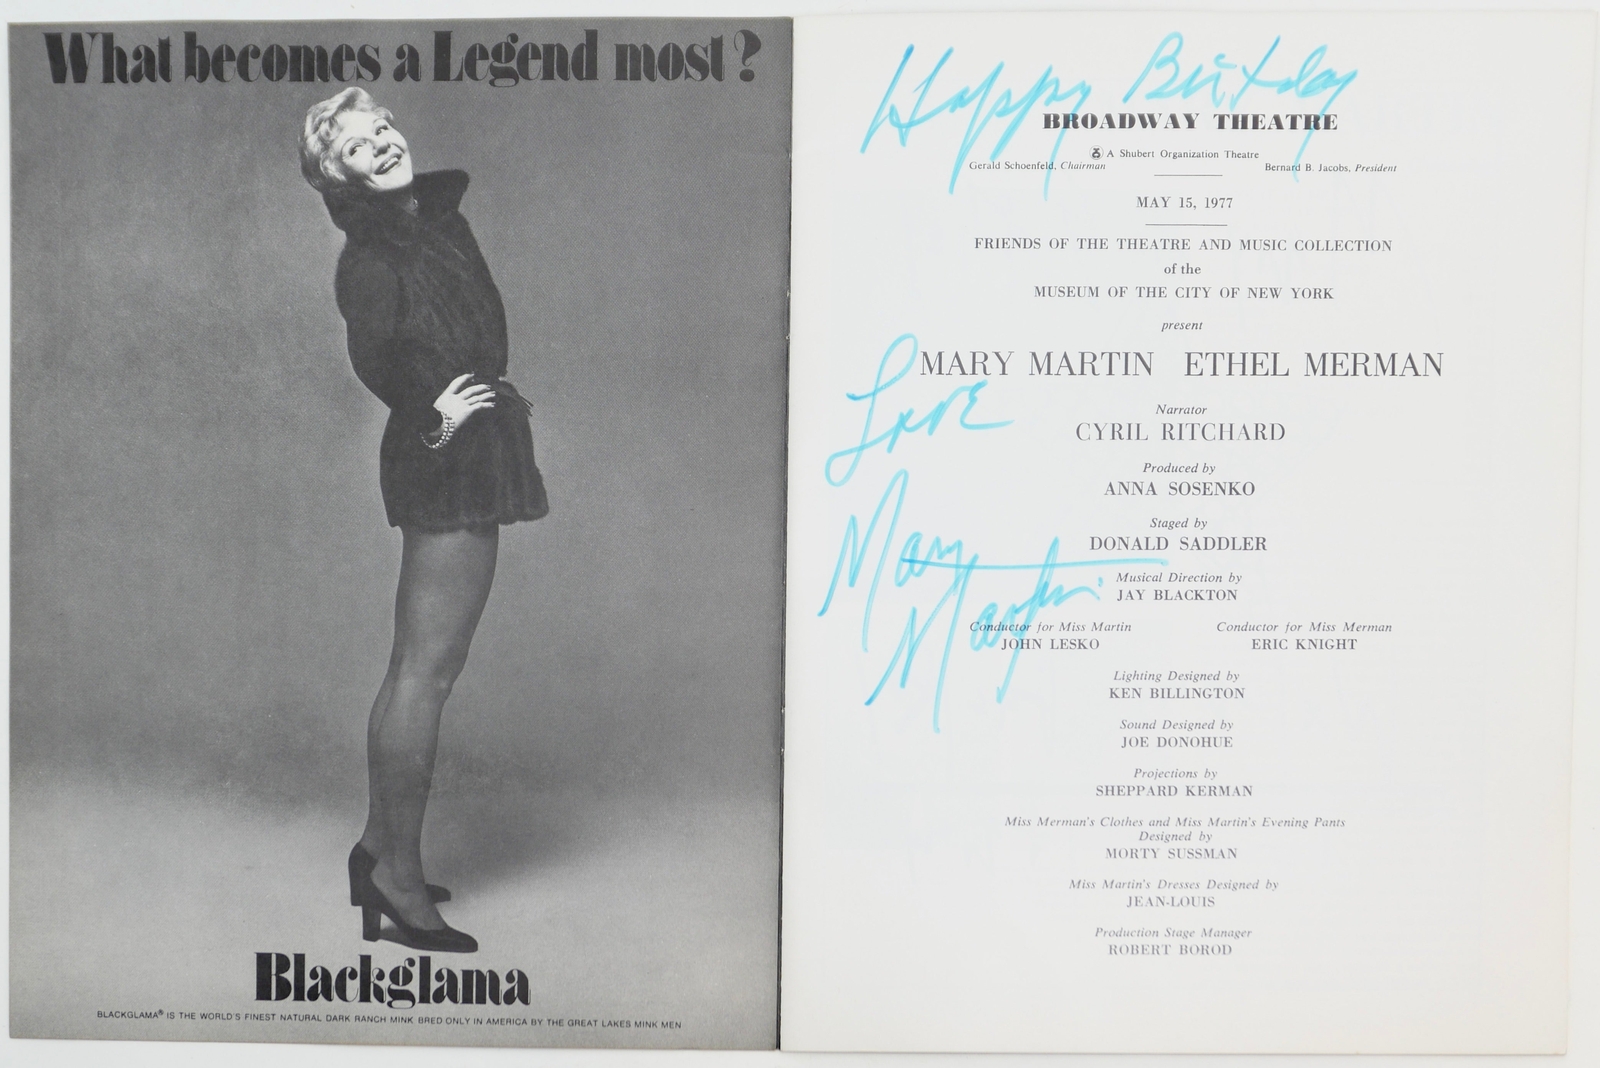 What becomes a Legend most?
Blackglama
BLACKGLAMA® IS THE WORLD'S FINEST NATURAL DARK RANCH MINK BRED ONLY IN AMERICA BY THE GREAT LAKES MINK MEN
Happy Birthday
BROADWAY THEATRE
A Shubert Organization Theatre
Gerald Schoenfeld, Chairman Bernard B. Jacobs, President
MAY 15, 1977
FRIENDS OF THE THEATRE AND MUSIC COLLECTION
of the
MUSEUM OF THE CITY OF NEW YORK
present
MARY MARTIN ETHEL MERMAN
Love
Narrator
CYRIL RITCHARD
Produced by
ANNA SOSENKO
Staged by
DONALD SADDLER
Mary
Martin
Musical Direction by
JAY BLACKTON
Conductor for Miss Martin Conductor for Miss Merman
JOHN LESKO ERIC KNIGHT
Lighting Designed by
KEN BILLINGTON
Sound Designed by
JOE DONOHUE
Projections by
SHEPPARD KERMAN
Miss Merman's Clothes and Miss Martin's Evening Pants
Designed by
MORTY SUSSMAN
Miss Martin's Dresses Designed by
JEAN-LOUIS
Production Stage Manager
ROBERT BOROD